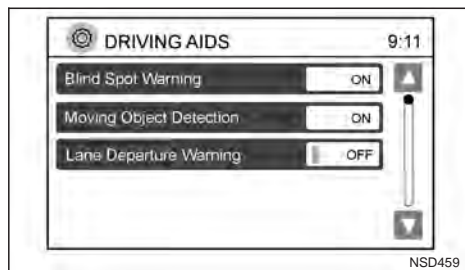 DRIVING AIDS 9:11
Blind Spot Warning ON
Moving Object Detection ON
Lane Departure Warning OFF
NSD459